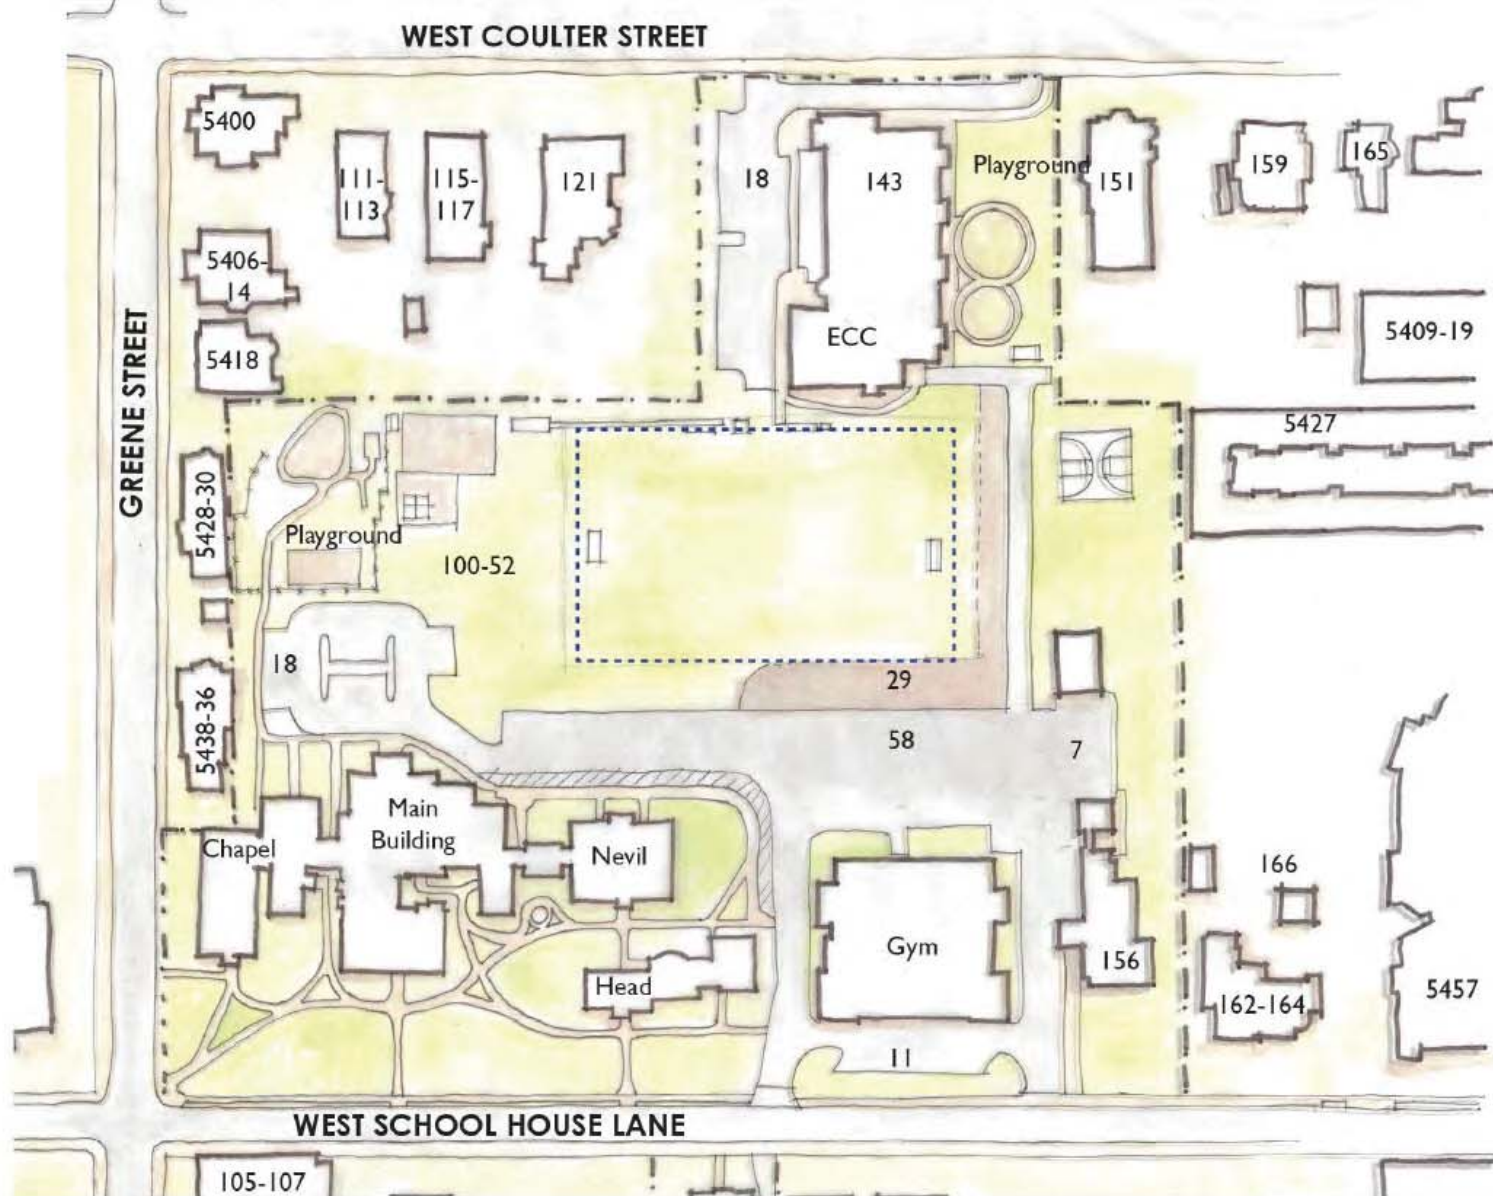 WEST COULTER STREET
5400
111-
113
115-
117
121
18
143
Playground
151
159
165
5406-
14
5418
ECC
5409-19
GREENE STREET
5427
5428-30
Playground
100-52
18
29
5438-36
58
7
Main
Building
Chapel
Nevil
166
Gym
156
Head
162-164
5457
11
WEST SCHOOL HOUSE LANE
105-107